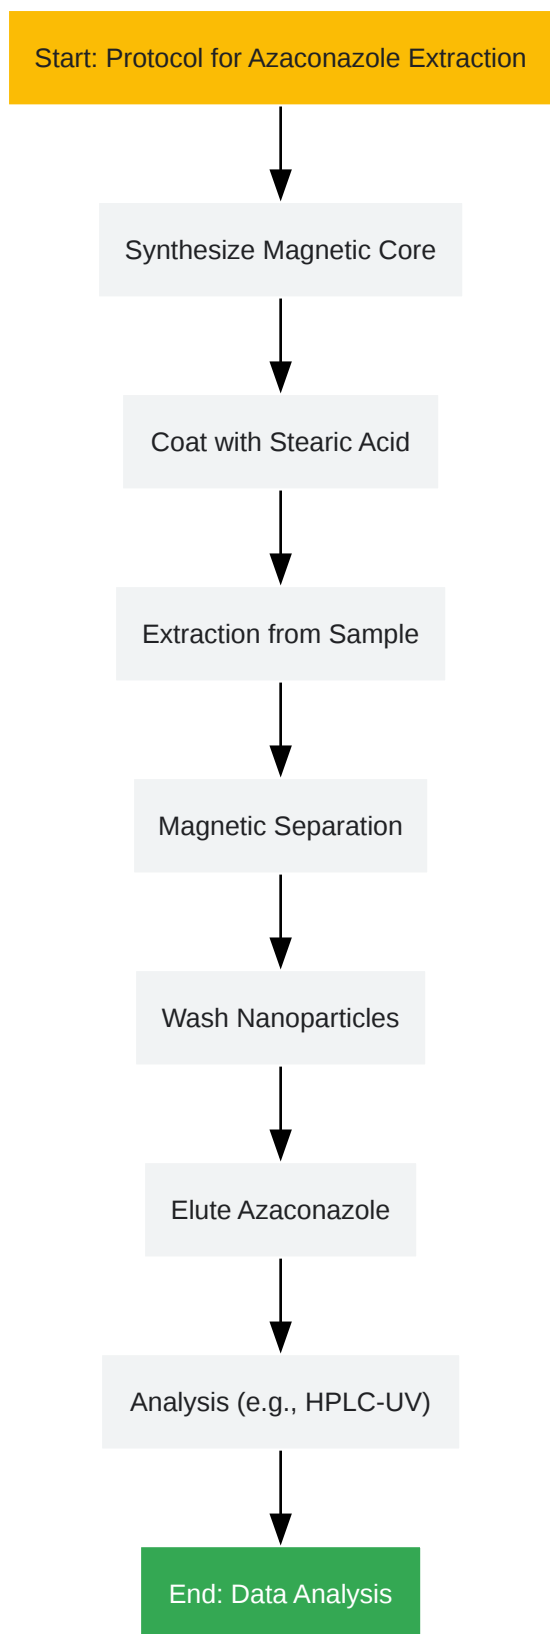 Start: Protocol for Azaconazole Extraction
Synthesize Magnetic Core
Coat with Stearic Acid
Extraction from Sample
Magnetic Separation
Wash Nanoparticles
Elute Azaconazole
Analysis (e.g., HPLC-UV)
End: Data Analysis